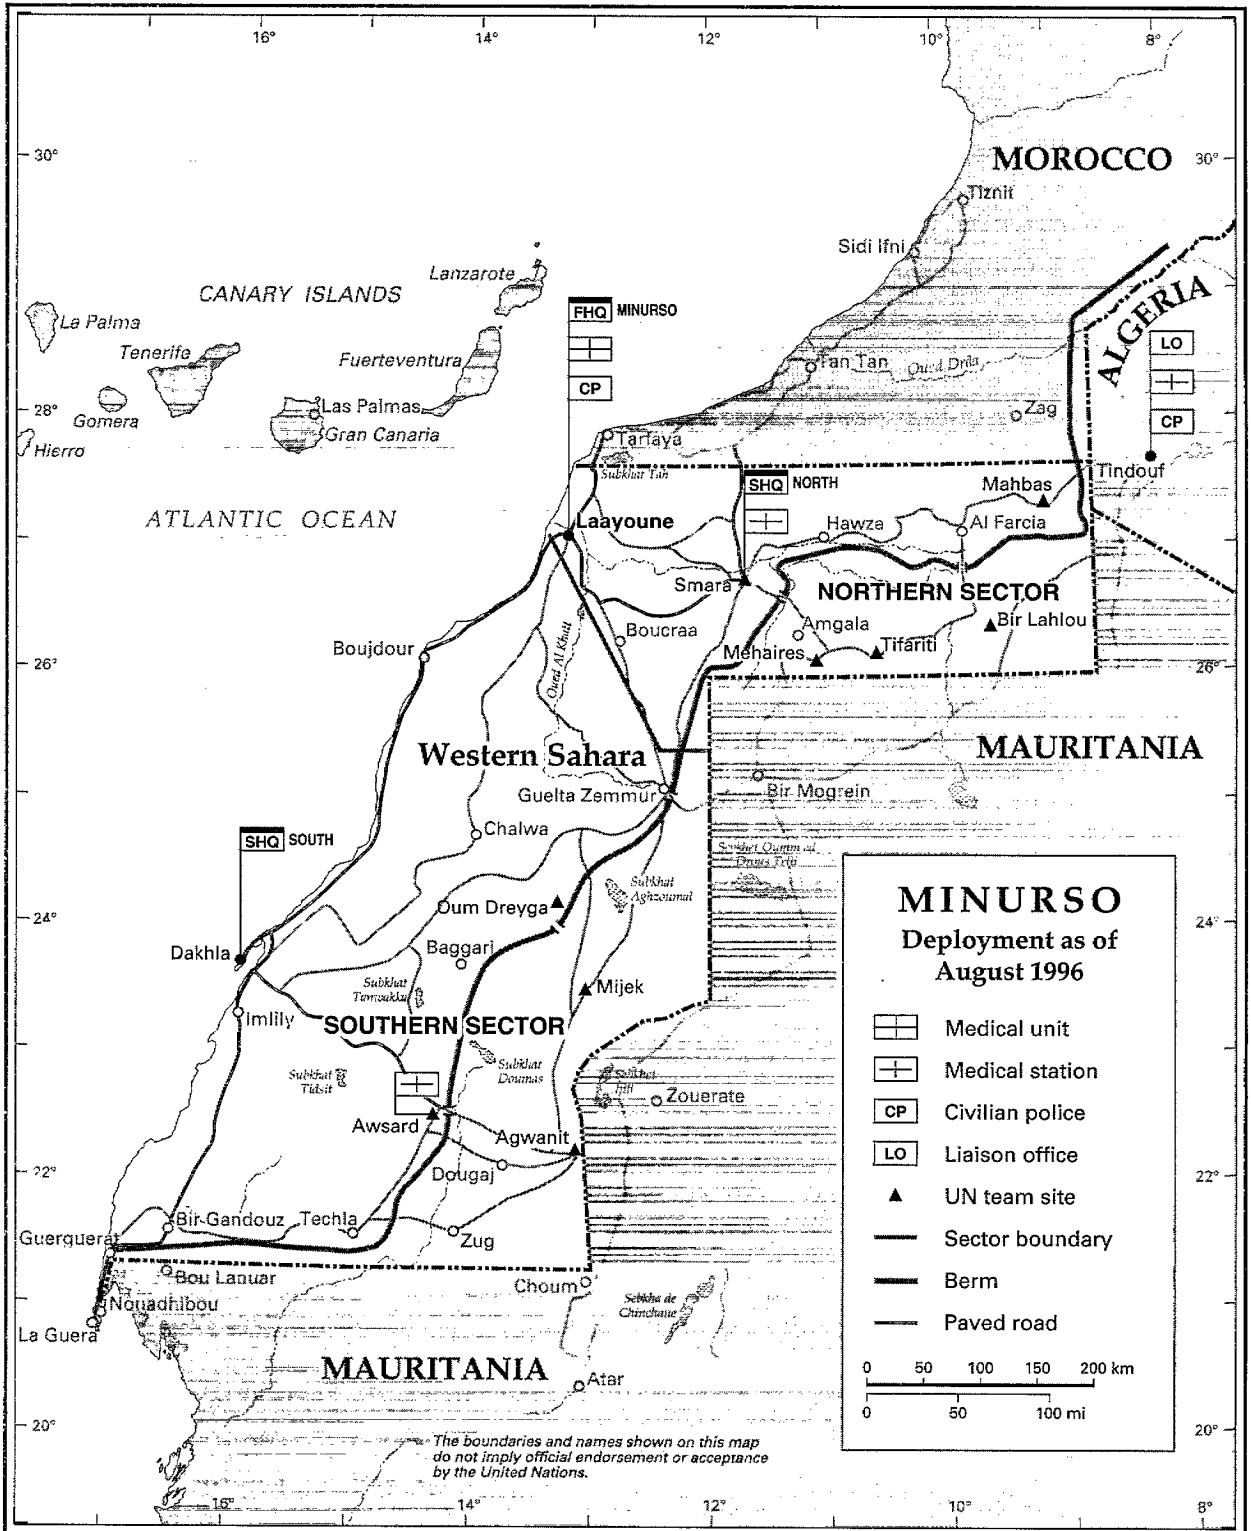 16°
14°
12°
10°
8°
30°
MOROCCO
30°
Tiznit
Sidi Ifni
Lanzarote
CANARY ISLANDS
La Palma
Tenerife
Fuerteventura
FHQ MINURSO
CP
ALGERIA
LO
CP
Tan Tan
Oued Drâa
28°
Gomera
Las Palmas
Gran Canaria
Zag
Hierro
Tarfaya
Subkhat Tah
Tindouf
SHQ NORTH
Mahbas
ATLANTIC OCEAN
Laayoune
Hawza
Al Farcia
Smara
NORTHERN SECTOR
Boucraa
Amgala
Bir Lahlou
Boujdour
Mehaires
Tifariti
26°
26°
Oued Al Khatt
Western Sahara
MAURITANIA
Guelta Zemmur
Bir Mogrein
Chalwa
SHQ SOUTH
Subkhat
Aghzoumal
Oum Dreyga
24°
24°
Dakhla
Baggari
Mijek
Subkhat
Imlily
SOUTHERN SECTOR
Subkhat
Tidsit
Subkhat
Doumas
Zouerate
Awsard
Agwanit
Dougaj
22°
22°
Bir-Gandouz
Techla
Guerguerat
Zug
Bou Lanuar
Choum
Nouadhibou
La Guera
Sebkha de
Chinchane
MAURITANIA
Atar
20°
20°
MINURSO
Deployment as of
August 1996
Medical unit
Medical station
CP Civilian police
LO Liaison office
UN team site
Sector boundary
Berm
Paved road
0 50 100 150 200 km
0 50 100 mi
The boundaries and names shown on this map
do not imply official endorsement or acceptance
by the United Nations.
16°
14°
12°
10°
8°